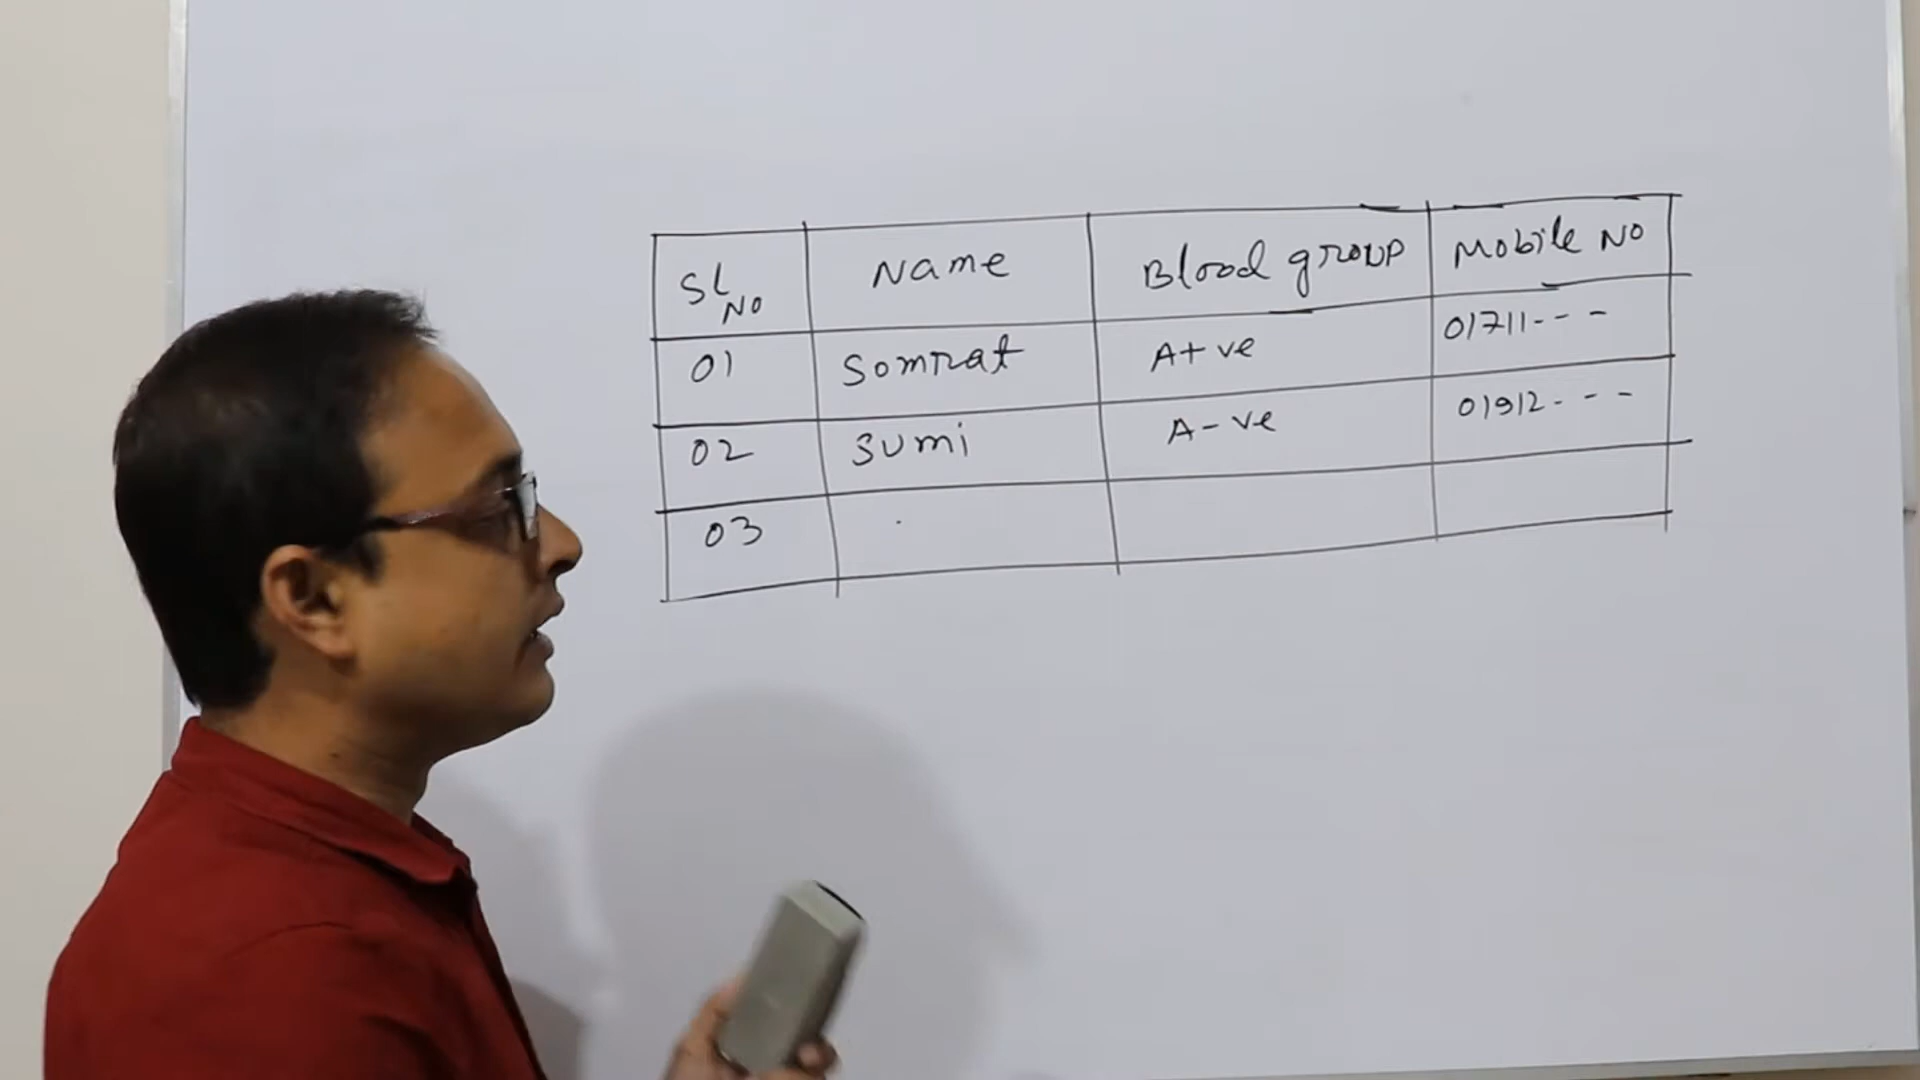 Sl NO Name Blood group Mobile NO
01 Somrat A+ve 01711---
02 Sumi A-ve 01912---
03